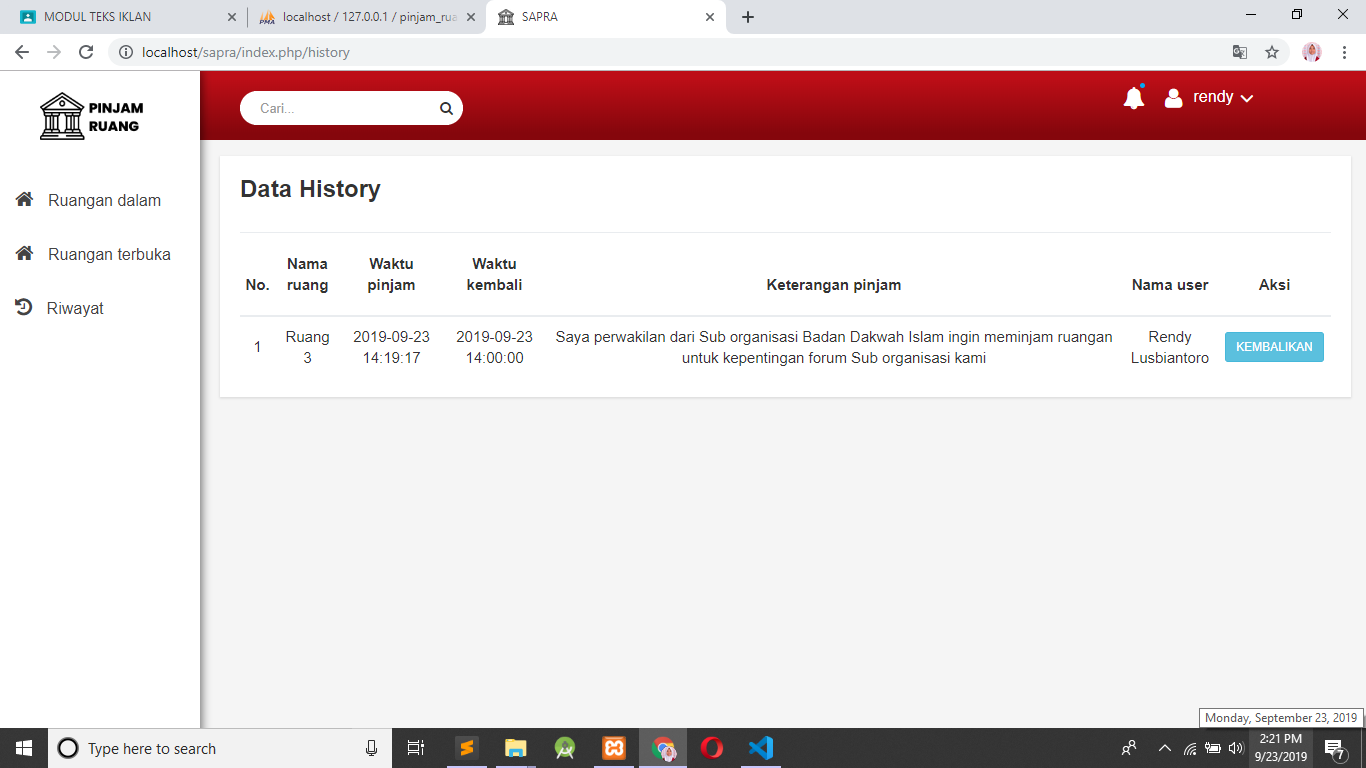 MODUL TEKS IKLAN
localhost / 127.0.0.1 / pinjam_rua
SAPRA
localhost/sapra/index.php/history
PINJAM
RUANG
Cari...
rendy
Ruangan dalam
Ruangan terbuka
Riwayat
Data History
No.
Nama
ruang
Waktu
pinjam
Waktu
kembali
Keterangan pinjam
Nama user
Aksi
1
Ruang
3
2019-09-23
14:19:17
2019-09-23
14:00:00
Saya perwakilan dari Sub organisasi Badan Dakwah Islam ingin meminjam ruangan
untuk kepentingan forum Sub organisasi kami
Rendy
Lusbiantoro
KEMBALIKAN
Monday, September 23, 2019
Type here to search
2:21 PM
9/23/2019
7